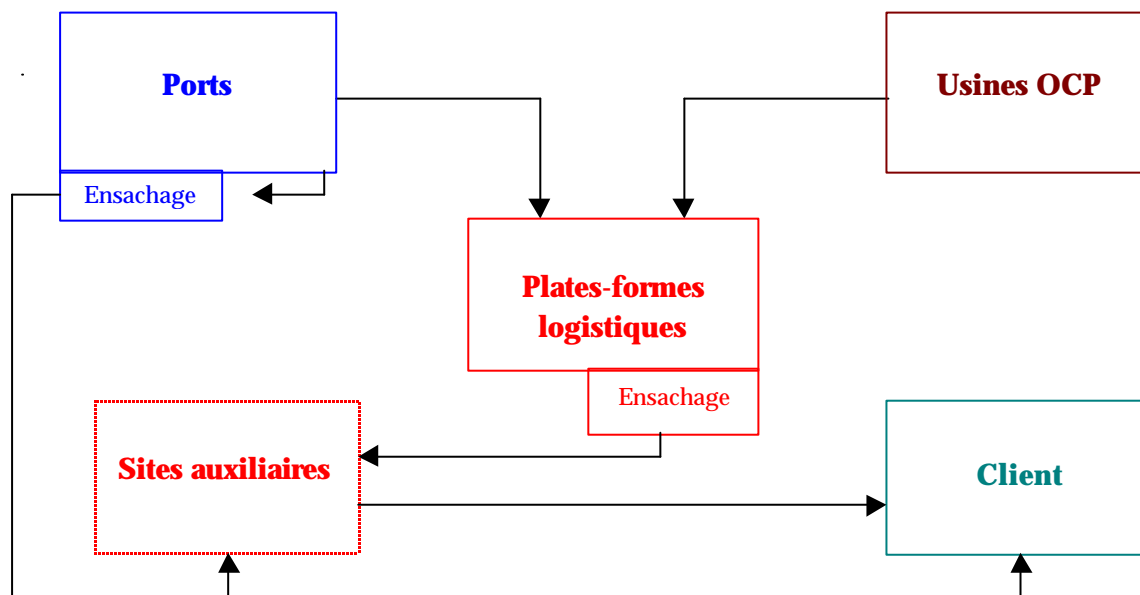 Ports
Usines OCP
Ensachage
Plates-formes
logistiques
Ensachage
Sites auxiliaires
Client